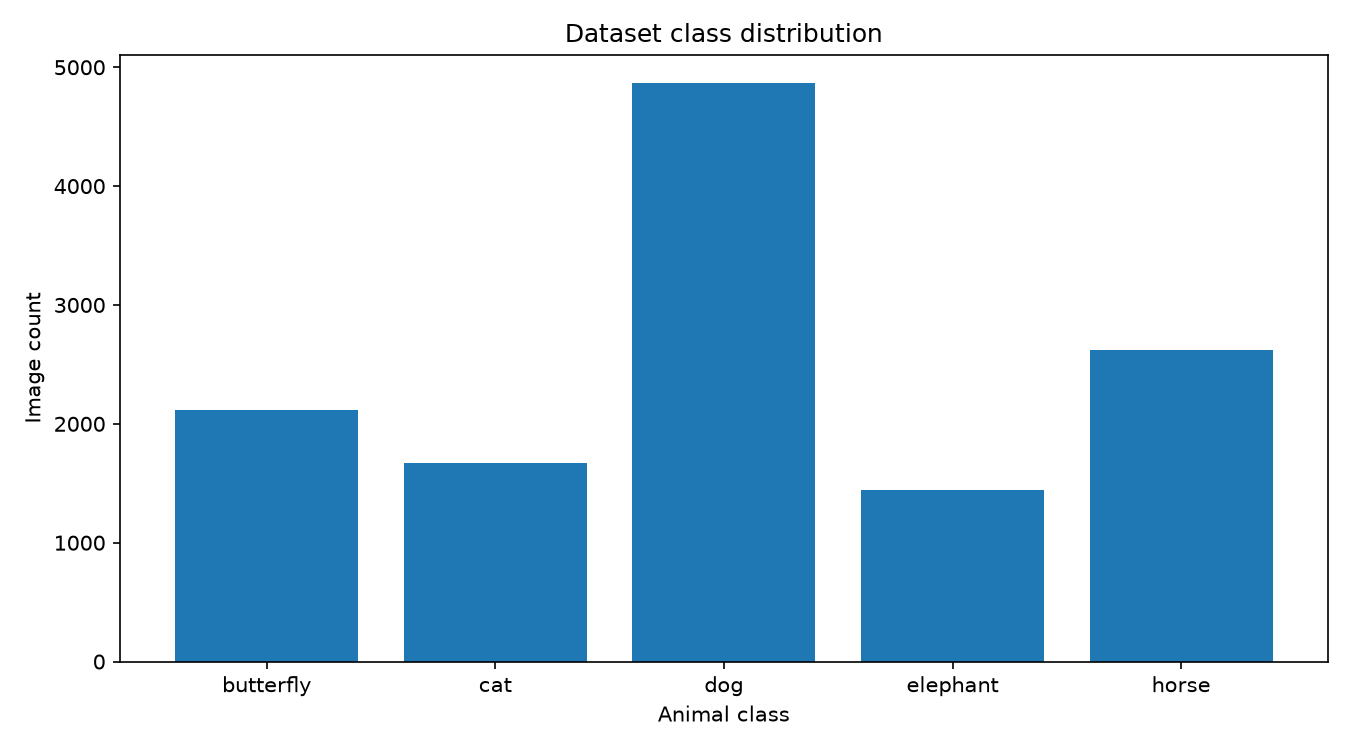 Dataset class distribution
5000
4000
3000
2000
1000
0
Image count
butterfly cat dog elephant horse
Animal class